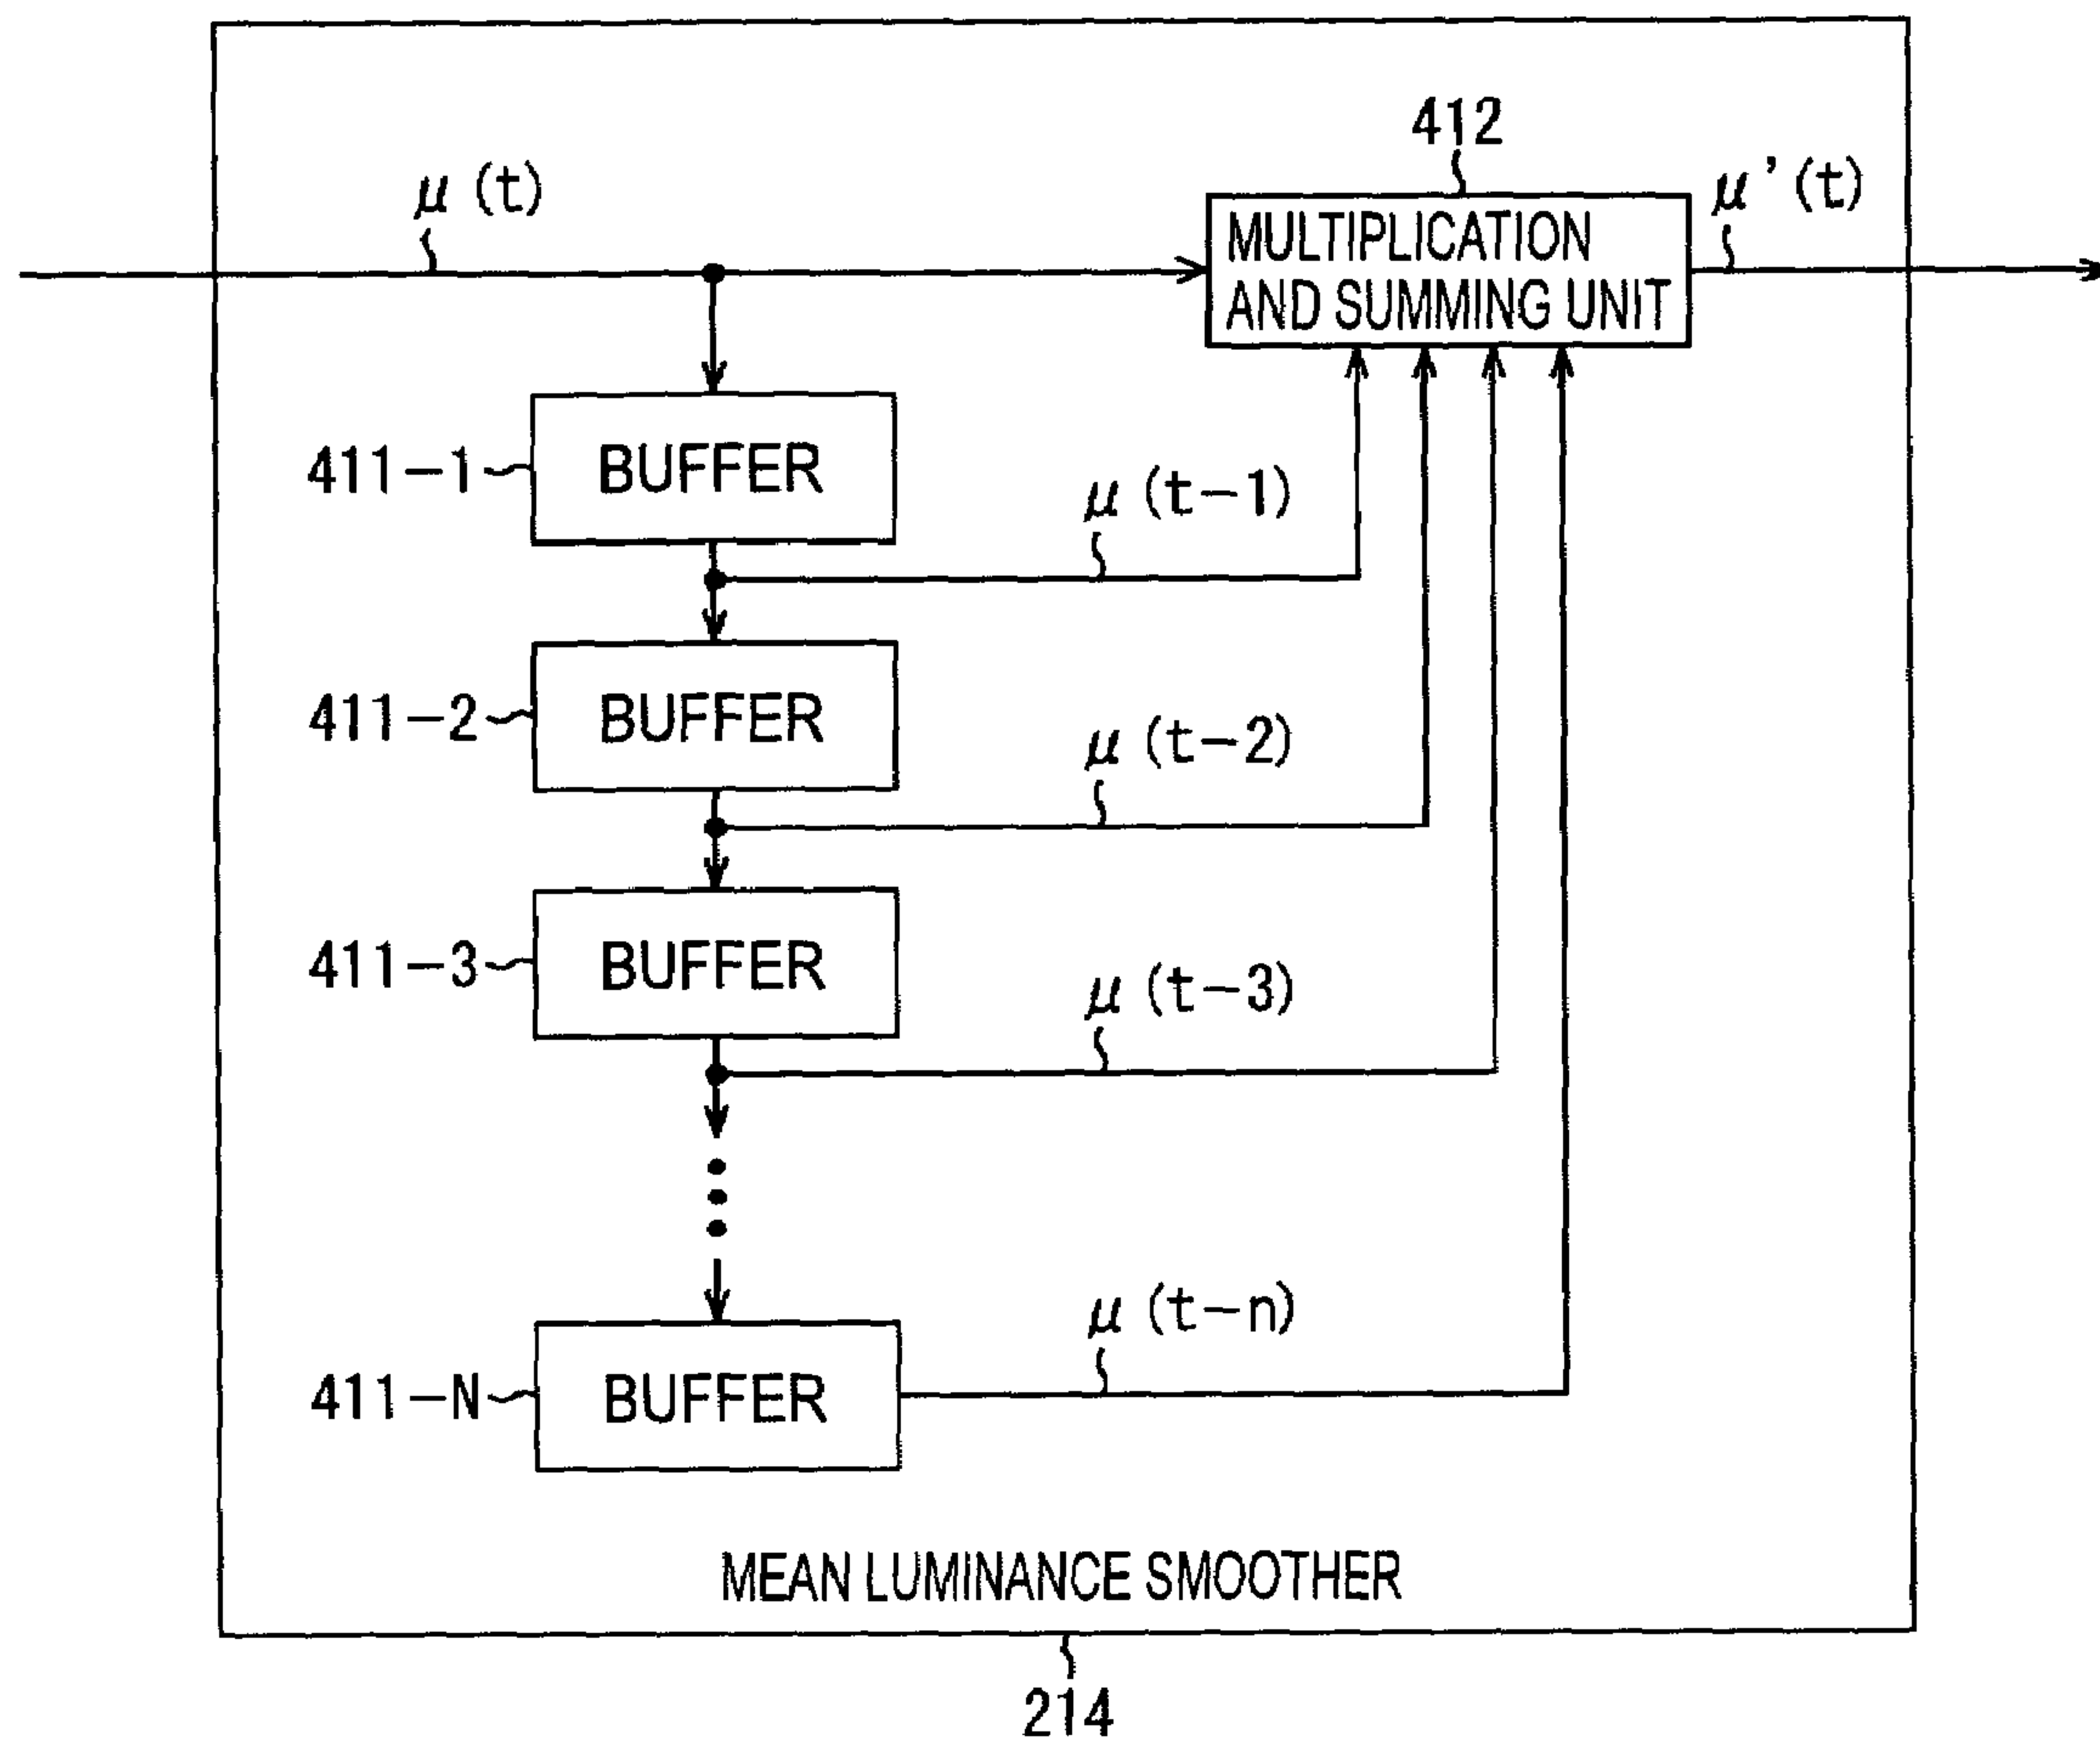 412
μ(t)
μ'(t)
MULTIPLICATION
AND SUMMING UNIT
411-1
BUFFER
μ(t-1)
411-2
BUFFER
μ(t-2)
411-3
BUFFER
μ(t-3)
411-N
BUFFER
μ(t-n)
MEAN LUMINANCE SMOOTHER
214